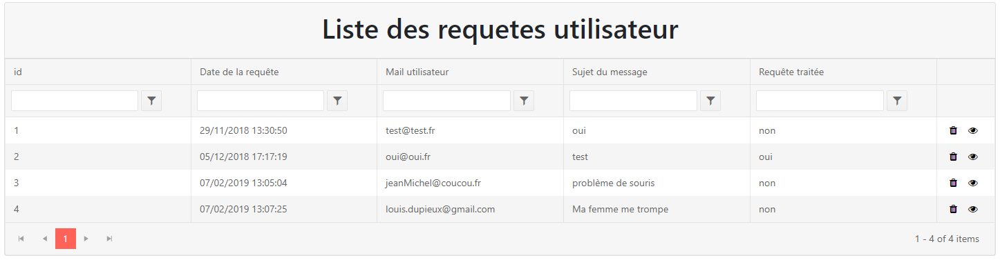 Liste des requetes utilisateur
id Date de la requête Mail utilisateur Sujet du message Requête traitée
1 29/11/2018 13:30:50 test@test.fr oui non
2 05/12/2018 17:17:19 oui@oui.fr test oui
3 07/02/2019 13:05:04 jeanMichel@coucou.fr problème de souris non
4 07/02/2019 13:07:25 louis.dupieux@gmail.com Ma femme me trompe non
1 1 - 4 of 4 items